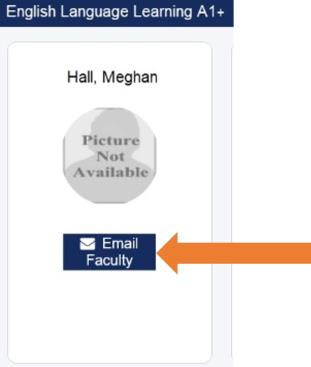 English Language Learning A1+
Hall, Meghan
Picture
Not
Available
Email
Faculty